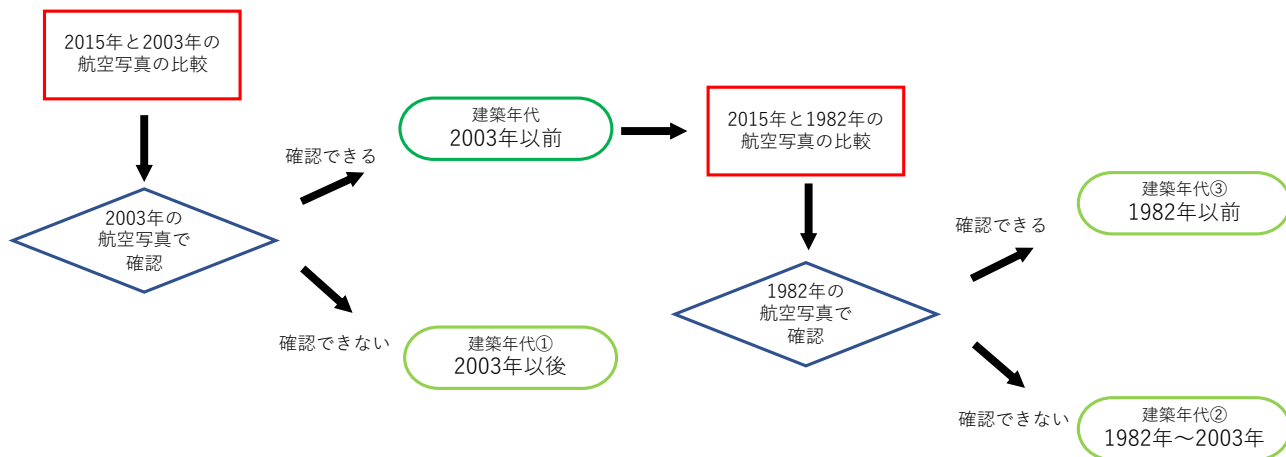 2015年と2003年の
航空写真の比較
2003年の
航空写真で
確認
確認できる
建築年代
2003年以前
確認できない
建築年代①
2003年以後
2015年と1982年の
航空写真の比較
1982年の
航空写真で
確認
確認できる
建築年代③
1982年以前
確認できない
建築年代②
1982年～2003年